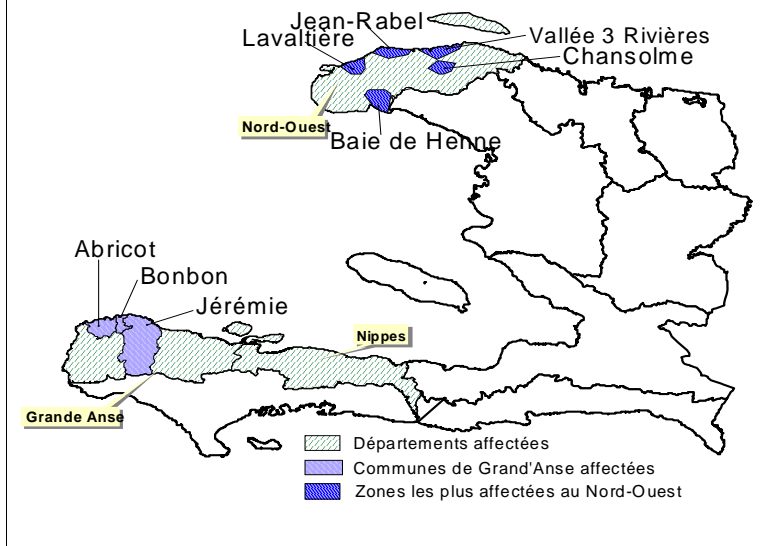 Jean-Rabel
Lavaltière
Vallée 3 Rivières
Chansolme
Nord-Ouest
Baie de Henne
Abricot
Bonbon
Jérémie
Nippes
Grande Anse
Départements affectées
Communes de Grand'Anse affectées
Zones les plus affectées au Nord-Ouest